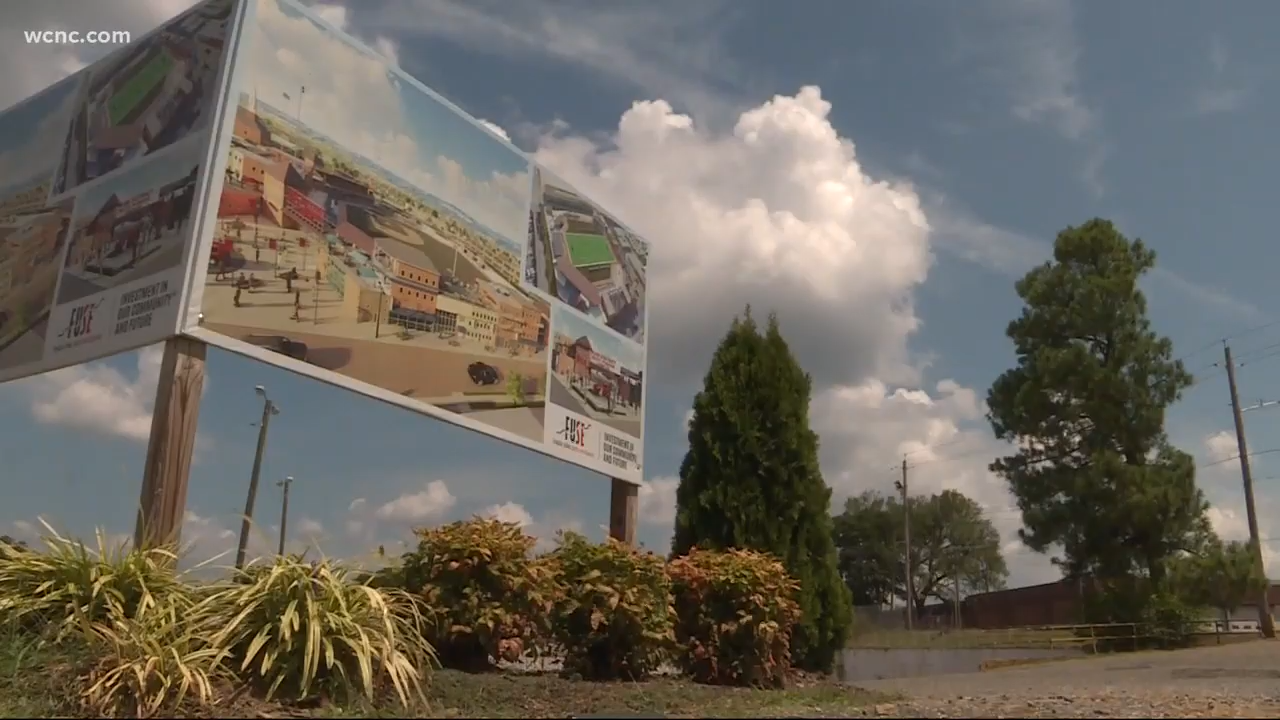 wcnc.com
FUSE
INVESTMENT IN
OUR COMMUNITY
AND FUTURE
FUSE
INVESTMENT IN
OUR COMMUNITY
AND FUTURE